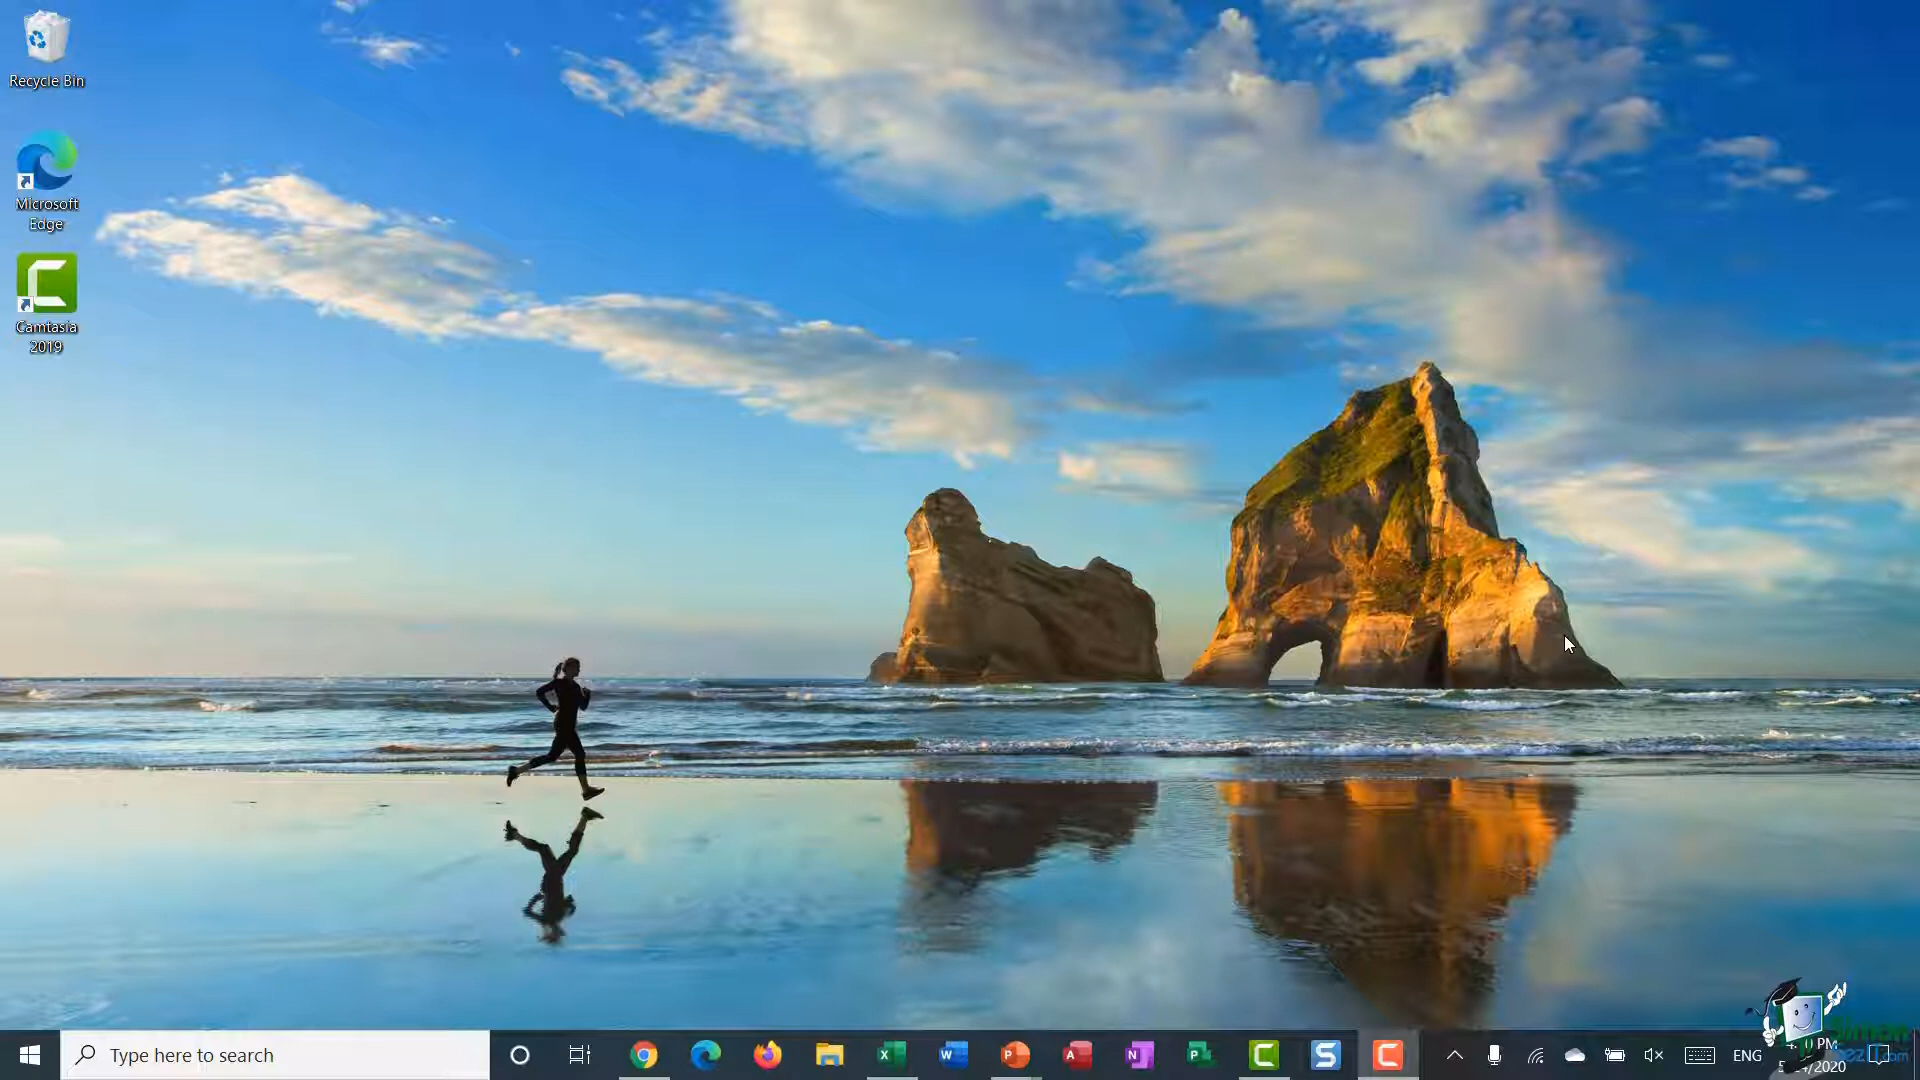 Recycle Bin
Microsoft
Edge
Camtasia
2019
Type here to search
ENG